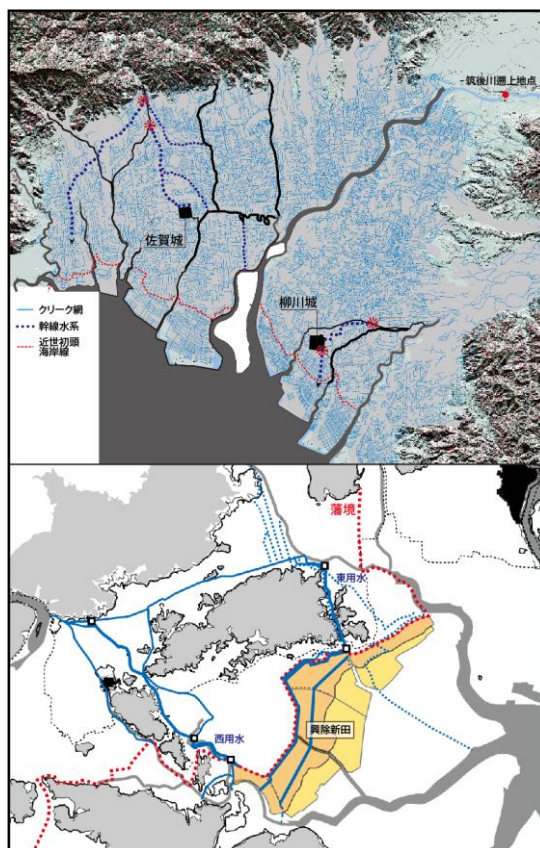 筑後川遡上地点
佐賀城
柳川城
クリーク網
幹線水系
近世初頭
海岸線
藩境
東用水
西用水
興除新田